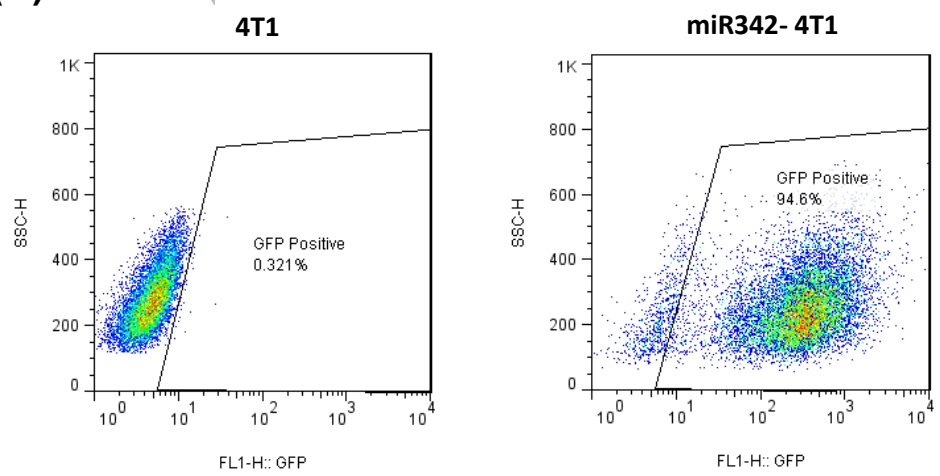 4T1
1K
800
600
400
200
0
SSC-H
GFP Positive
0.321%
10^0 10^1 10^2 10^3 10^4
FL1-H:: GFP
miR342- 4T1
1K
800
600
400
200
0
SSC-H
GFP Positive
94.6%
10^0 10^1 10^2 10^3 10^4
FL1-H:: GFP